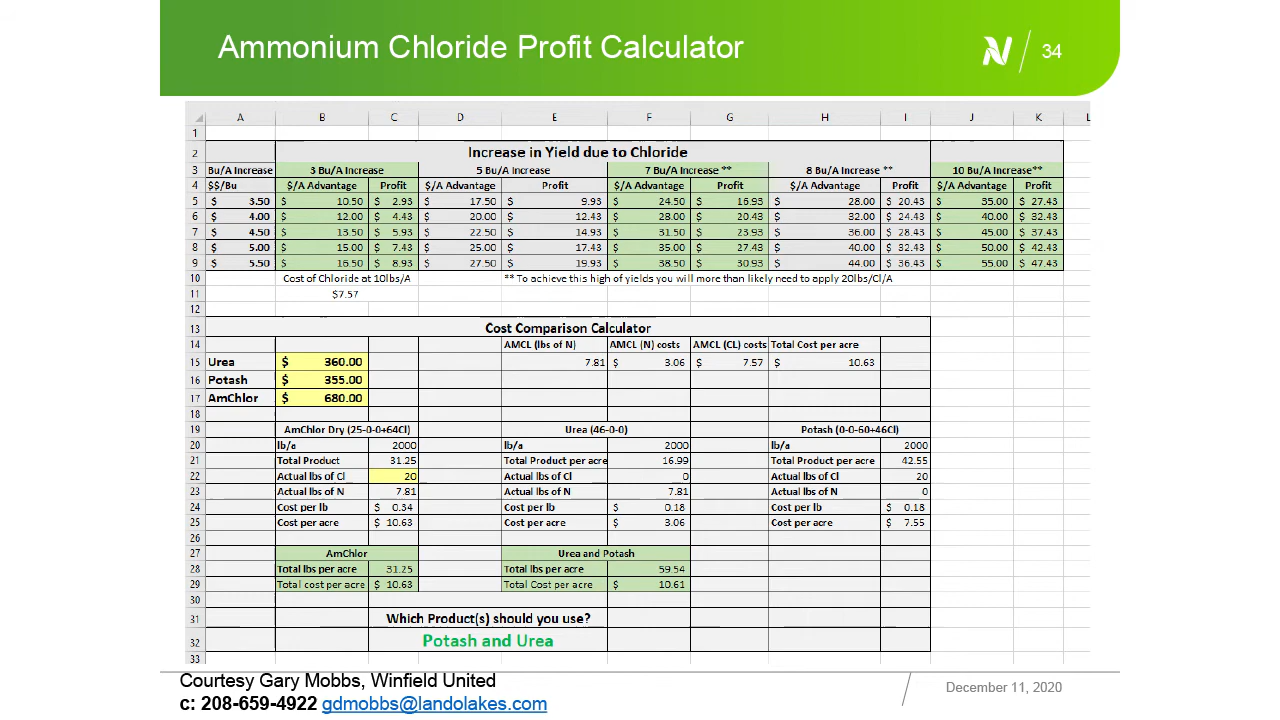 Ammonium Chloride Profit Calculator
34
A B C D E F G H I J K L
1
2 Increase in Yield due to Chloride
3 Bu/A Increase 3 Bu/A Increase 5 Bu/A Increase 7 Bu/A Increase ** 8 Bu/A Increase ** 10 Bu/A Increase**
4 $$/Bu $/A Advantage Profit $/A Advantage Profit $/A Advantage Profit $/A Advantage Profit $/A Advantage Profit
5 $ 3.50 $ 10.50 $ 2.93 $ 17.50 $ 9.93 $ 24.50 $ 16.93 $ 28.00 $ 20.43 $ 35.00 $ 27.43
6 $ 4.00 $ 12.00 $ 4.43 $ 20.00 $ 12.43 $ 28.00 $ 20.43 $ 32.00 $ 24.43 $ 40.00 $ 32.43
7 $ 4.50 $ 13.50 $ 5.93 $ 22.50 $ 14.93 $ 31.50 $ 23.93 $ 36.00 $ 28.43 $ 45.00 $ 37.43
8 $ 5.00 $ 15.00 $ 7.43 $ 25.00 $ 17.43 $ 35.00 $ 27.43 $ 40.00 $ 32.43 $ 50.00 $ 42.43
9 $ 5.50 $ 16.50 $ 8.93 $ 27.50 $ 19.93 $ 38.50 $ 30.93 $ 44.00 $ 36.43 $ 55.00 $ 47.43
10 Cost of Chloride at 10lbs/A ** To achieve this high of yields you will more than likely need to apply 20lbs/Cl/A
11 $7.57
12
13 Cost Comparison Calculator
14 AMCL (lbs of N) AMCL (N) costs AMCL (CL) costs Total Cost per acre
15 Urea $ 360.00 7.81 $ 3.06 $ 7.57 $ 10.63
16 Potash $ 355.00
17 AmChlor $ 680.00
18
19 AmChlor Dry (25-0-0+64Cl) Urea (46-0-0) Potash (0-0-60+46Cl)
20 lb/a 2000 lb/a 2000 lb/a 2000
21 Total Product 31.25 Total Product per acre 16.99 Total Product per acre 42.55
22 Actual lbs of Cl 20 Actual lbs of Cl 0 Actual lbs of Cl 20
23 Actual lbs of N 7.81 Actual lbs of N 7.81 Actual lbs of N 0
24 Cost per lb $ 0.34 Cost per lb $ 0.18 Cost per lb $ 0.18
25 Cost per acre $ 10.63 Cost per acre $ 3.06 Cost per acre $ 7.55
26
27 AmChlor Urea and Potash
28 Total lbs per acre 31.25 Total lbs per acre 59.54
29 Total cost per acre $ 10.63 Total Cost per acre $ 10.61
30
31 Which Product(s) should you use?
32 Potash and Urea
33
Courtesy Gary Mobbs, Winfield United
c: 208-659-4922 gdmobbs@landolakes.com
December 11, 2020